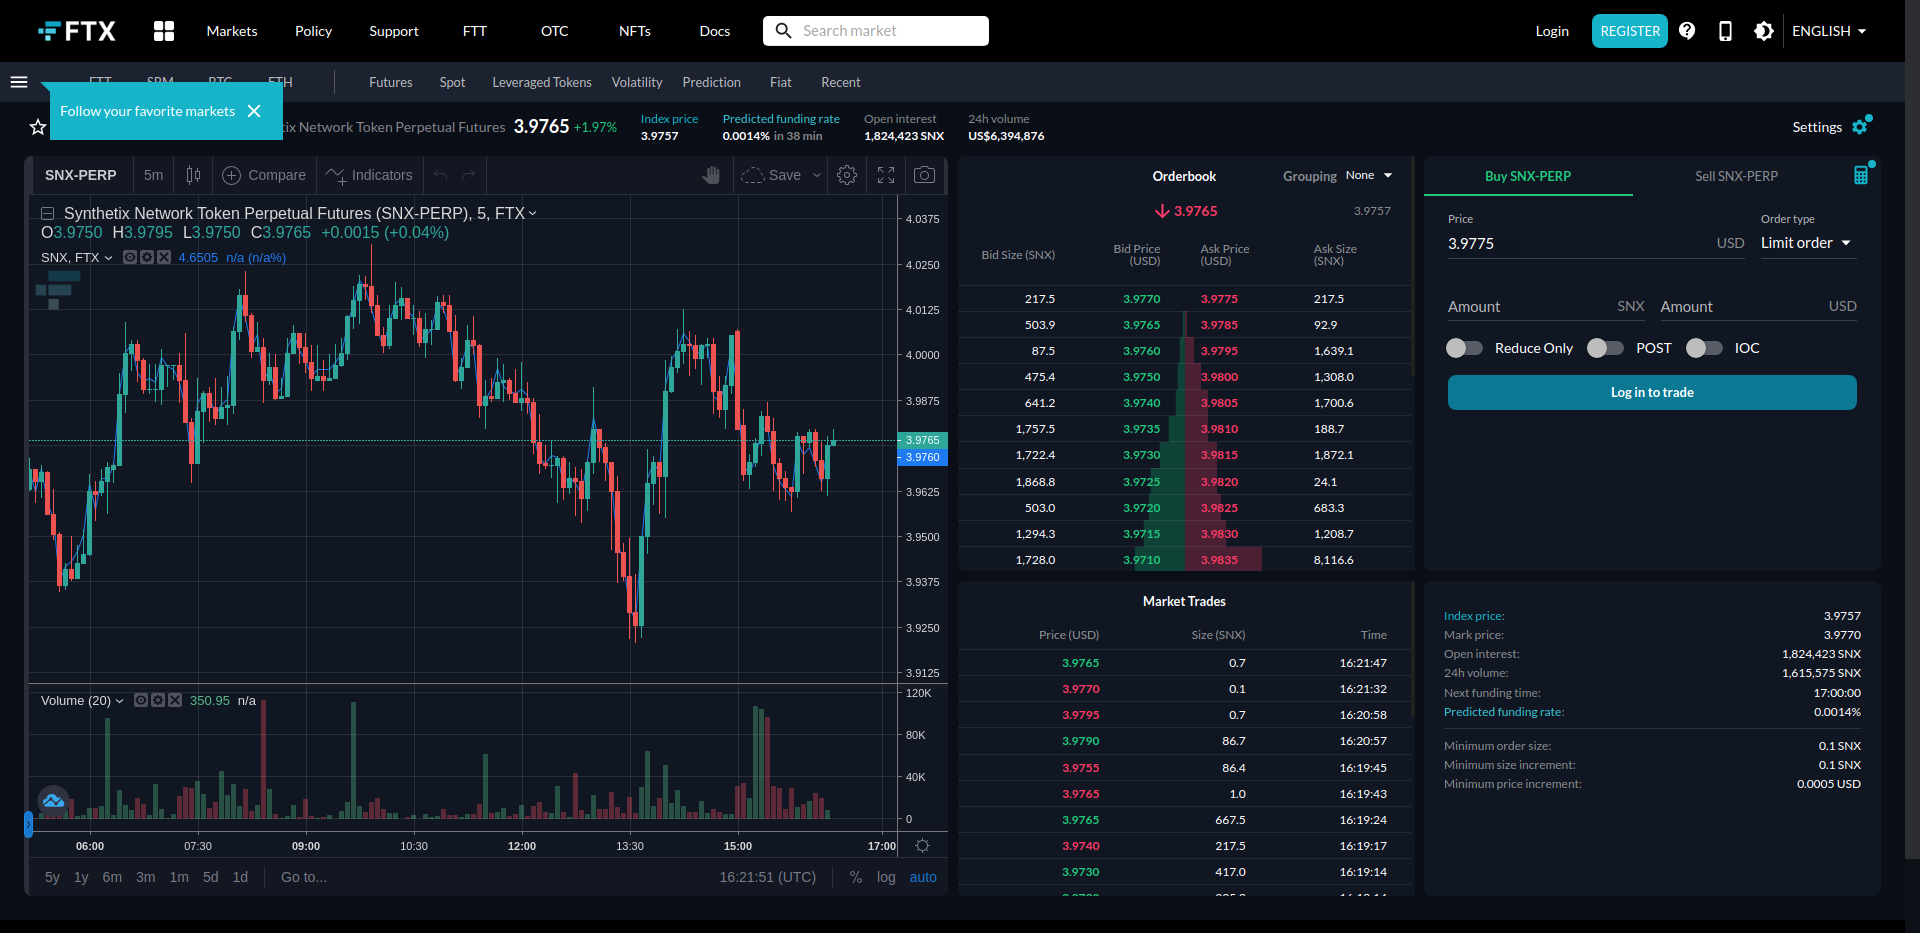 FTX
Markets
Policy
Support
FTT
OTC
NFTs
Docs
Search market
Login
REGISTER
ENGLISH
FTT
SRM
BTC
ETH
Futures
Spot
Leveraged Tokens
Volatility
Prediction
Fiat
Recent
Follow your favorite markets
Network Token Perpetual Futures
3.9765 +1.97%
Index price
3.9757
Predicted funding rate
0.0014% in 38 min
Open interest
1,824,423 SNX
24h volume
US$6,394,876
Settings
SNX-PERP
5m
Compare
Indicators
Save
Synthetix Network Token Perpetual Futures (SNX-PERP), 5, FTX
O3.9750 H3.9795 L3.9750 C3.9765 +0.0015 (+0.04%)
SNX, FTX
4.6505 n/a (n/a%)
4.0375
4.0250
4.0125
4.0000
3.9875
3.9765
3.9760
3.9625
3.9500
3.9375
3.9250
3.9125
Volume (20)
350.95 n/a
120K
80K
40K
0
06:00 07:30 09:00 10:30 12:00 13:30 15:00 17:00
5y 1y 6m 3m 1m 5d 1d Go to...
16:21:51 (UTC) % log auto
Orderbook
Grouping None
3.9765
3.9757
Bid Size (SNX)
Bid Price (USD)
Ask Price (USD)
Ask Size (SNX)
217.5 3.9770 3.9775 217.5
503.9 3.9765 3.9785 92.9
87.5 3.9760 3.9795 1,639.1
475.4 3.9750 3.9800 1,308.0
641.2 3.9740 3.9805 1,700.6
1,757.5 3.9735 3.9810 188.7
1,722.4 3.9730 3.9815 1,872.1
1,868.8 3.9725 3.9820 24.1
503.0 3.9720 3.9825 683.3
1,294.3 3.9715 3.9830 1,208.7
1,728.0 3.9710 3.9835 8,116.6
Market Trades
Price (USD) Size (SNX) Time
3.9765 0.7 16:21:47
3.9770 0.1 16:21:32
3.9795 0.7 16:20:58
3.9790 86.7 16:20:57
3.9755 86.4 16:19:45
3.9765 1.0 16:19:43
3.9765 667.5 16:19:24
3.9740 217.5 16:19:17
3.9730 417.0 16:19:14
Buy SNX-PERP
Sell SNX-PERP
Price
3.9775 USD
Order type
Limit order
Amount SNX
Amount USD
Reduce Only
POST
IOC
Log in to trade
Index price: 3.9757
Mark price: 3.9770
Open interest: 1,824,423 SNX
24h volume: 1,615,575 SNX
Next funding time: 17:00:00
Predicted funding rate: 0.0014%
Minimum order size: 0.1 SNX
Minimum size increment: 0.1 SNX
Minimum price increment: 0.0005 USD